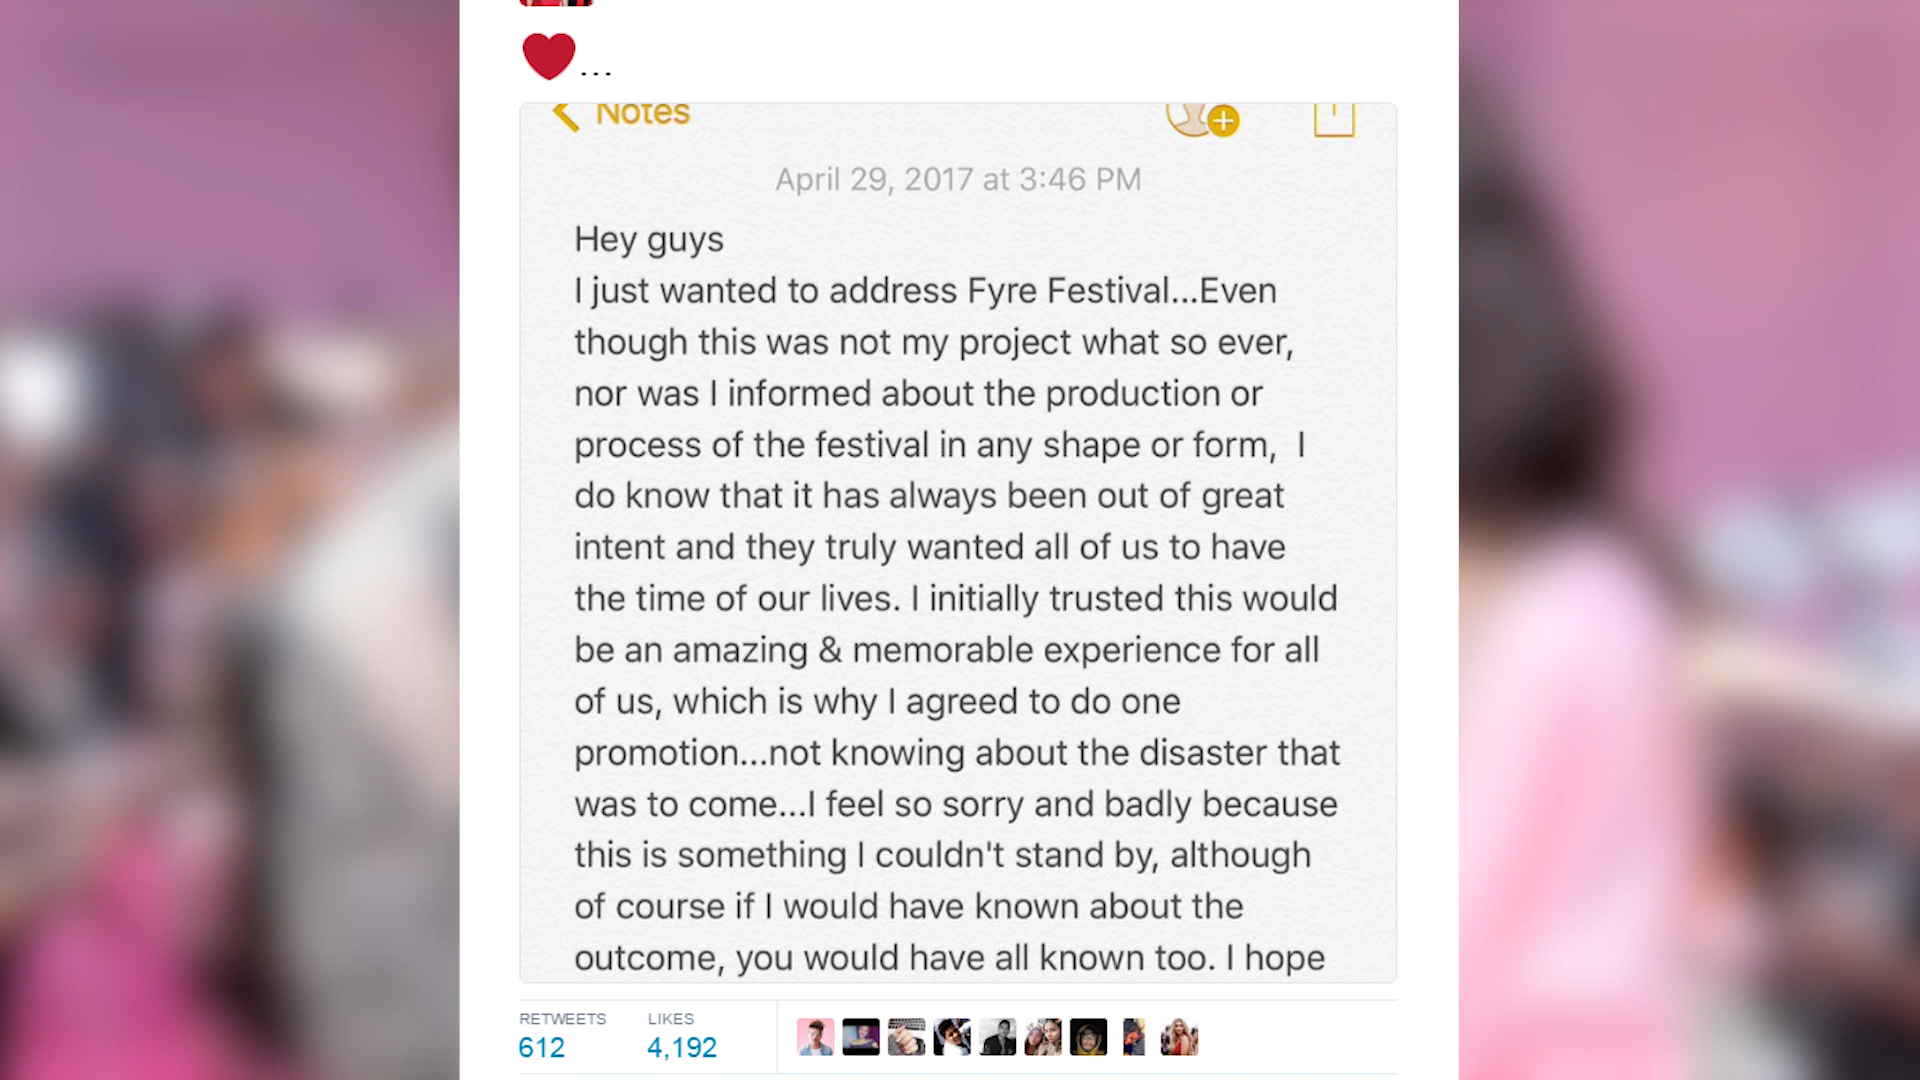 ...
Notes
April 29, 2017 at 3:46 PM
Hey guys
I just wanted to address Fyre Festival...Even
though this was not my project what so ever,
nor was I informed about the production or
process of the festival in any shape or form,  I
do know that it has always been out of great
intent and they truly wanted all of us to have
the time of our lives. I initially trusted this would
be an amazing & memorable experience for all
of us, which is why I agreed to do one
promotion...not knowing about the disaster that
was to come...I feel so sorry and badly because
this is something I couldn't stand by, although
of course if I would have known about the
outcome, you would have all known too. I hope
RETWEETS LIKES
612 4,192